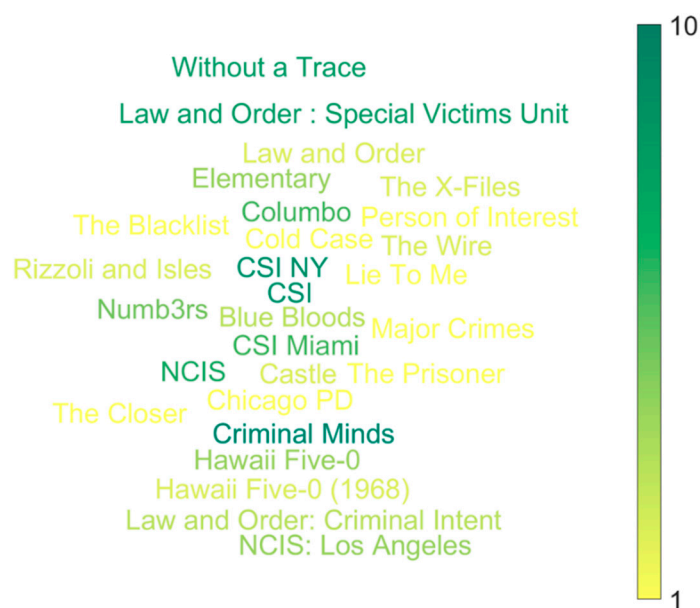 10
Without a Trace
Law and Order : Special Victims Unit
Law and Order
Elementary
The X-Files
Columbo
Person of Interest
The Blacklist
Cold Case
The Wire
Rizzoli and Isles
CSI NY
Lie To Me
CSI
Numb3rs
Blue Bloods
Major Crimes
CSI Miami
NCIS
Castle
The Prisoner
Chicago PD
The Closer
Criminal Minds
Hawaii Five-0
Hawaii Five-0 (1968)
Law and Order: Criminal Intent
NCIS: Los Angeles
1